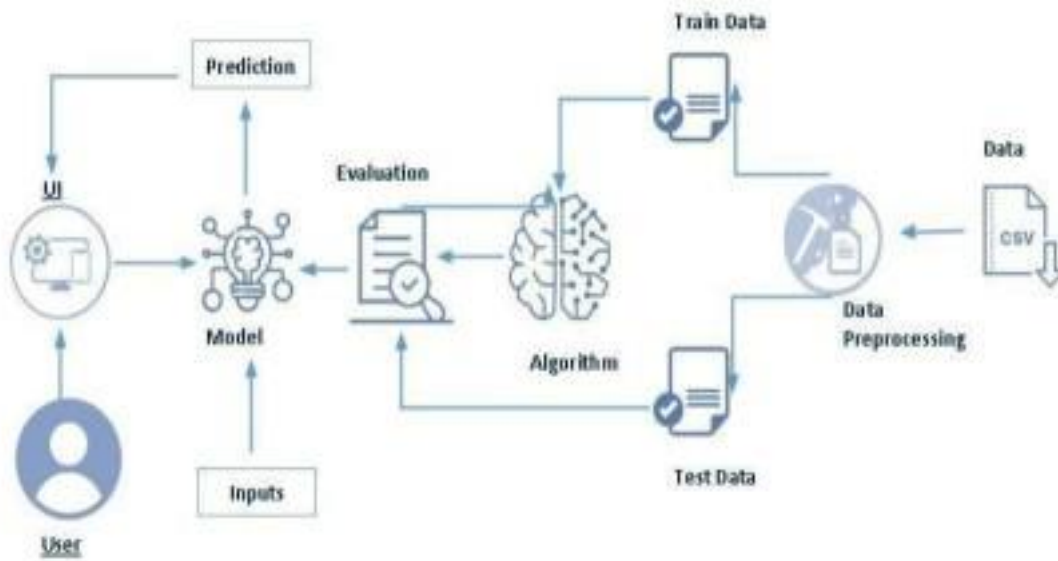 Train Data
Prediction
Data
Evaluation
UI
CSV
Data
Preprocessing
Model
Algorithm
Test Data
Inputs
User